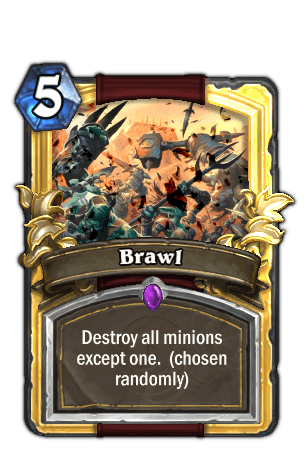 5
Brawl
Destroy all minions
except one.  (chosen
randomly)